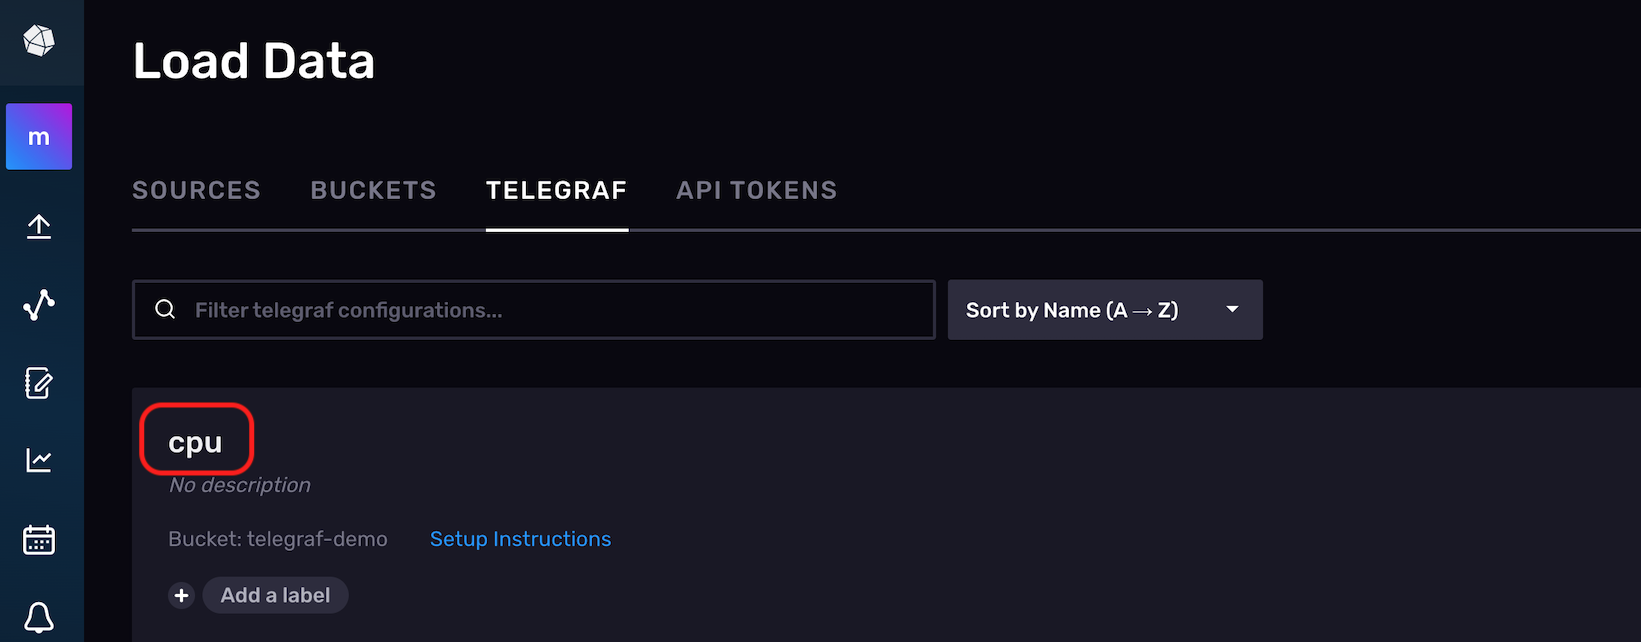 Load Data
m
SOURCES BUCKETS TELEGRAF API TOKENS
Filter telegraf configurations... Sort by Name (A → Z)
cpu
No description
Bucket: telegraf-demo Setup Instructions
+ Add a label